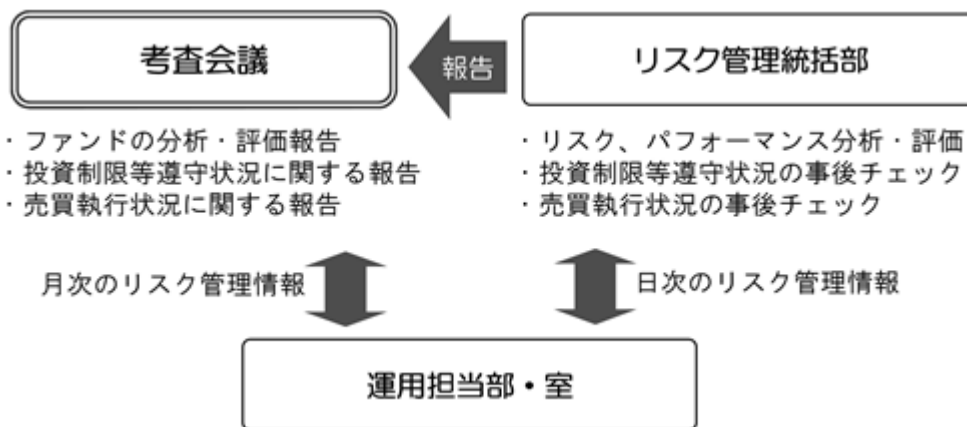 考査会議
報告
リスク管理統括部
・ファンドの分析・評価報告
・投資制限等遵守状況に関する報告
・売買執行状況に関する報告
・リスク、パフォーマンス分析・評価
・投資制限等遵守状況の事後チェック
・売買執行状況の事後チェック
月次のリスク管理情報
日次のリスク管理情報
運用担当部・室